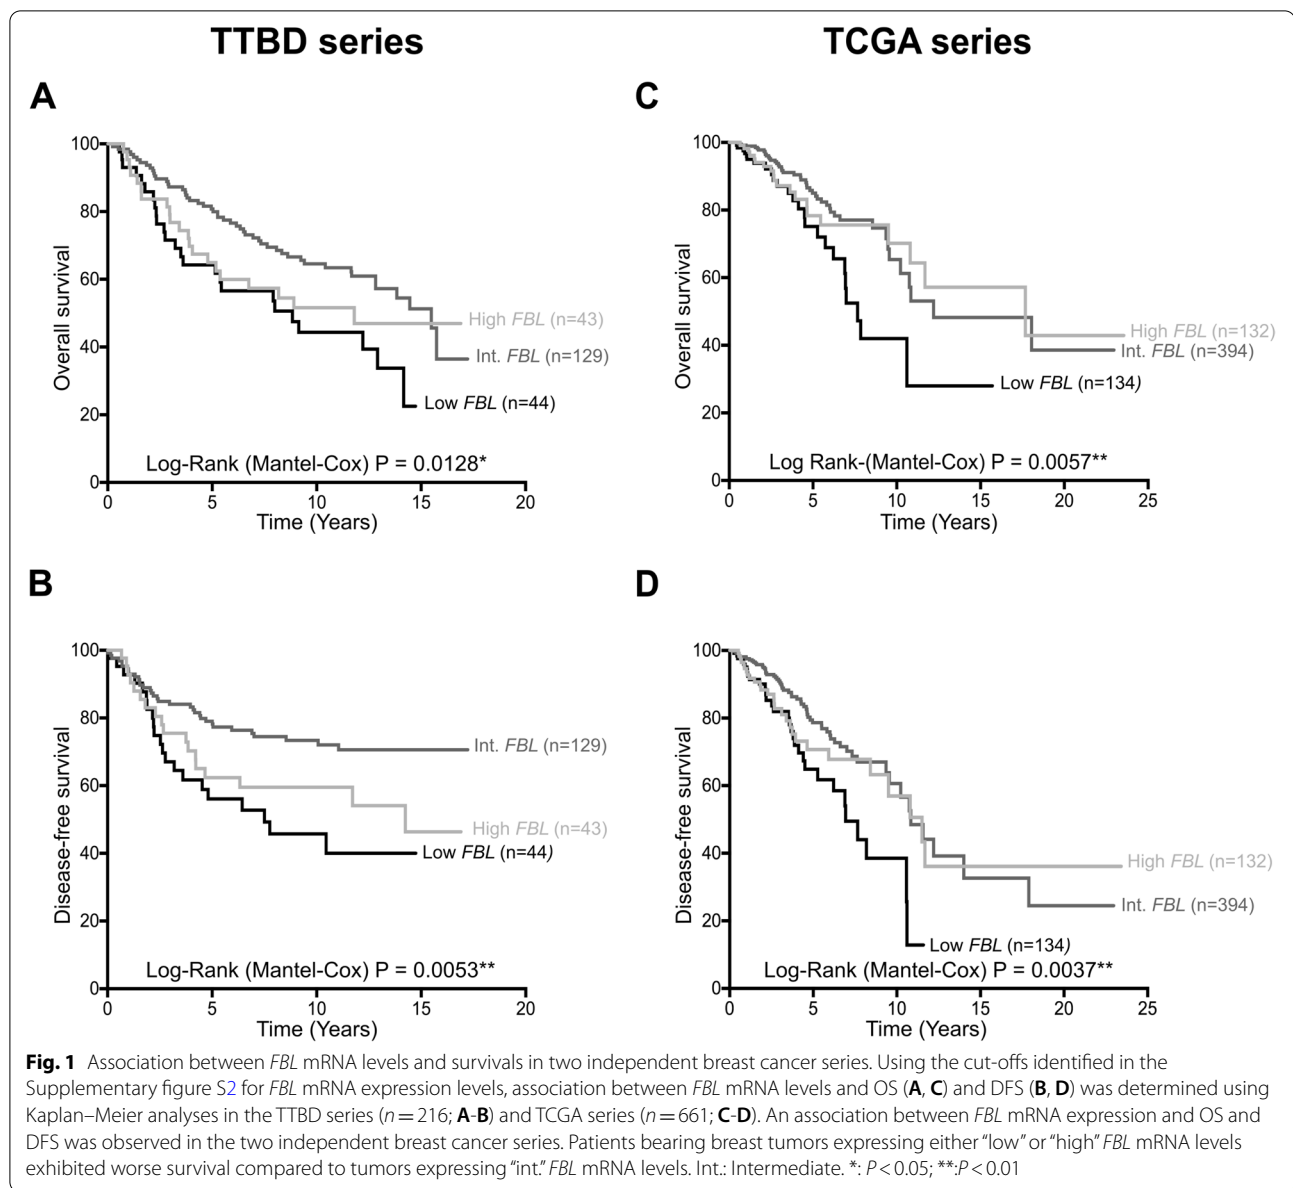 TTBD series
TCGA series
A
100
80
60
40
20
0
Overall survival
High FBL (n=43)
Int. FBL (n=129)
Low FBL (n=44)
Log-Rank (Mantel-Cox) P = 0.0128*
0 5 10 15 20
Time (Years)
C
100
80
60
40
20
0
Overall survival
High FBL (n=132)
Int. FBL (n=394)
Low FBL (n=134)
Log Rank-(Mantel-Cox) P = 0.0057**
0 5 10 15 20 25
Time (Years)
B
100
80
60
40
20
0
Disease-free survival
Int. FBL (n=129)
High FBL (n=43)
Low FBL (n=44)
Log-Rank (Mantel-Cox) P = 0.0053**
0 5 10 15 20
Time (Years)
D
100
80
60
40
20
0
Disease-free survival
High FBL (n=132)
Int. FBL (n=394)
Low FBL (n=134)
Log-Rank (Mantel-Cox) P = 0.0037**
0 5 10 15 20 25
Time (Years)
Fig. 1 Association between FBL mRNA levels and survivals in two independent breast cancer series. Using the cut-offs identified in the
Supplementary figure S2 for FBL mRNA expression levels, association between FBL mRNA levels and OS (A, C) and DFS (B, D) was determined using
Kaplan–Meier analyses in the TTBD series (n = 216; A-B) and TCGA series (n = 661; C-D). An association between FBL mRNA expression and OS and
DFS was observed in the two independent breast cancer series. Patients bearing breast tumors expressing either “low” or “high” FBL mRNA levels
exhibited worse survival compared to tumors expressing “int.” FBL mRNA levels. Int.: Intermediate. *: P < 0.05; **:P < 0.01